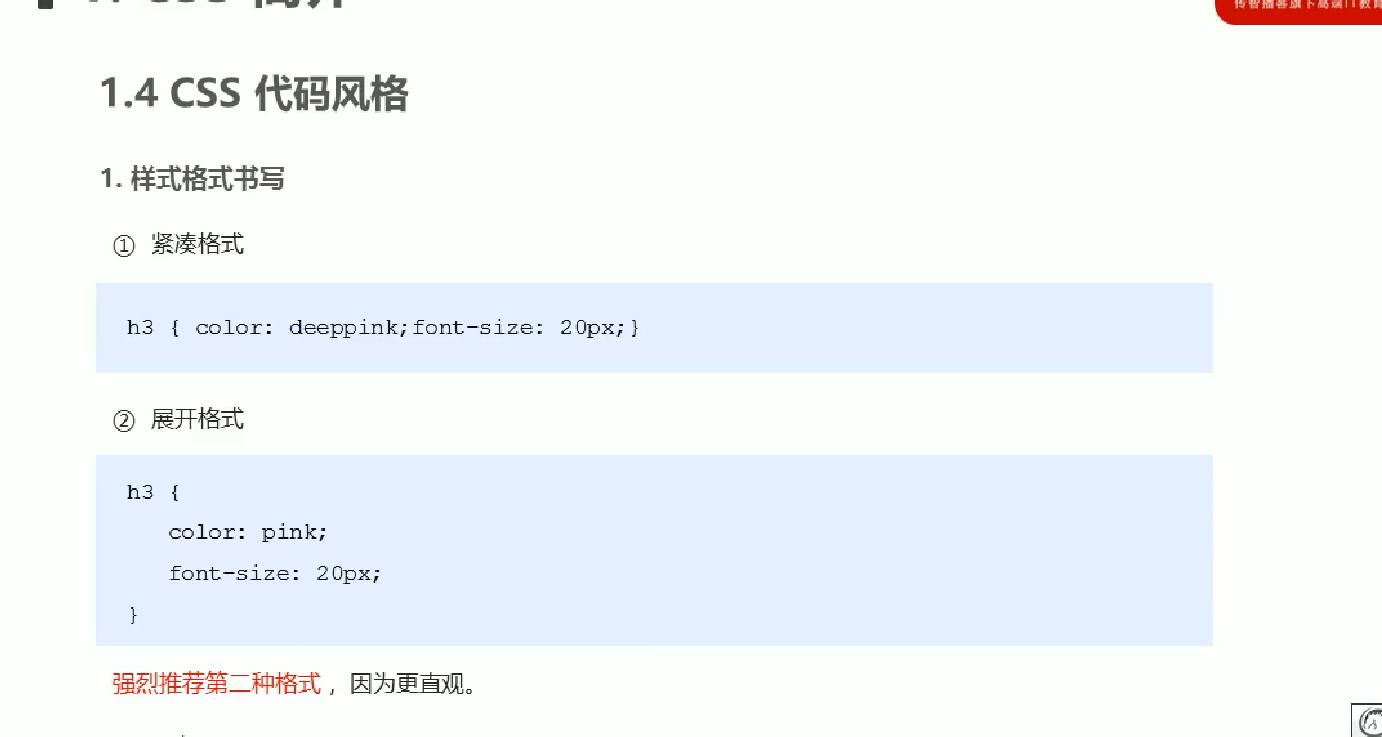 1.4 CSS 代码风格
1. 样式格式书写
① 紧凑格式
h3 { color: deeppink;font-size: 20px;}
② 展开格式
h3 {
color: pink;
font-size: 20px;
}
强烈推荐第二种格式 ，因为更直观。